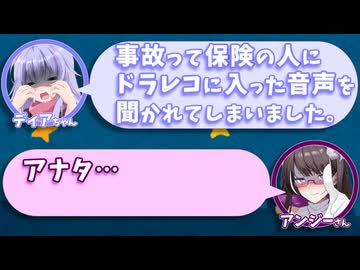 事故って保険の人に
ドラレコに入った音声を
聞かれてしまいました。
デイアちゃん
アナタ…
アンジーさん